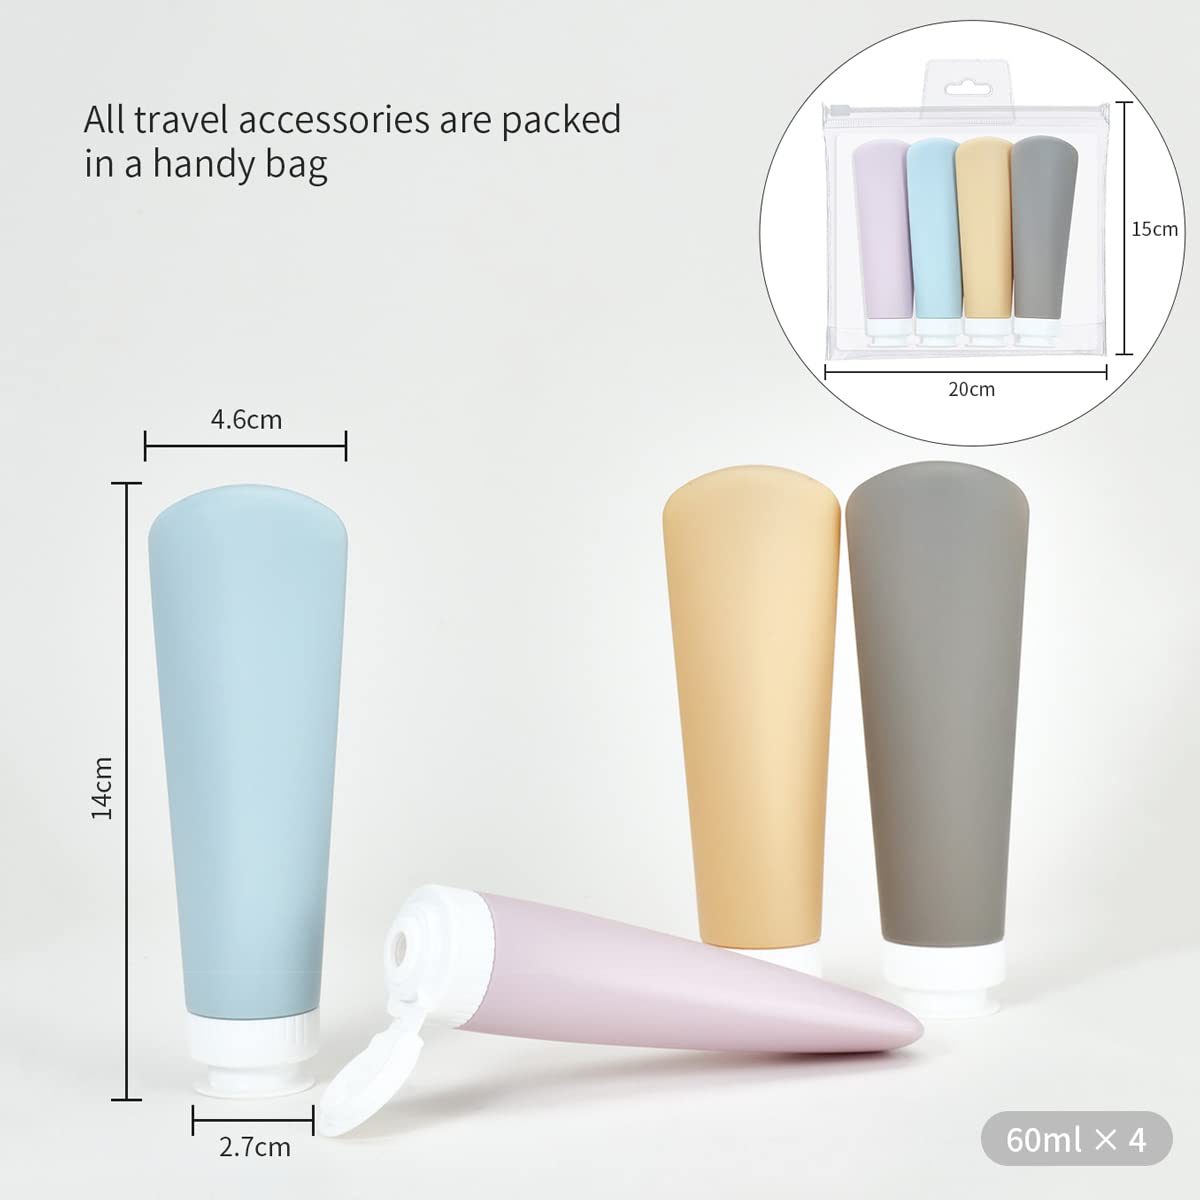 All travel accessories are packed
in a handy bag
15cm
20cm
4.6cm
14cm
2.7cm
60ml × 4